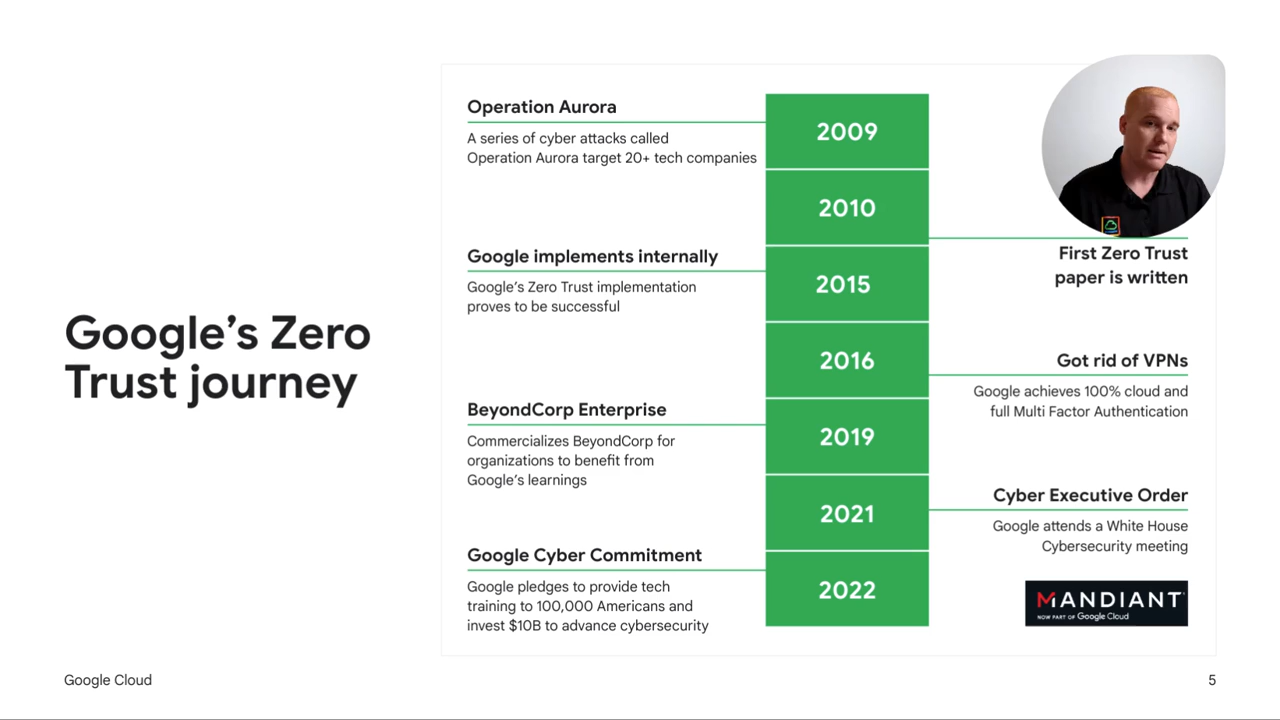 Google's Zero
Trust journey
Operation Aurora
A series of cyber attacks called
Operation Aurora target 20+ tech companies
2009
2010
First Zero Trust
paper is written
Google implements internally
Google's Zero Trust implementation
proves to be successful
2015
2016
Got rid of VPNs
Google achieves 100% cloud and
full Multi Factor Authentication
BeyondCorp Enterprise
Commercializes BeyondCorp for
organizations to benefit from
Google's learnings
2019
2021
Cyber Executive Order
Google attends a White House
Cybersecurity meeting
Google Cyber Commitment
Google pledges to provide tech
training to 100,000 Americans and
invest $10B to advance cybersecurity
2022
MANDIANT
NOW PART OF Google Cloud
Google Cloud
5